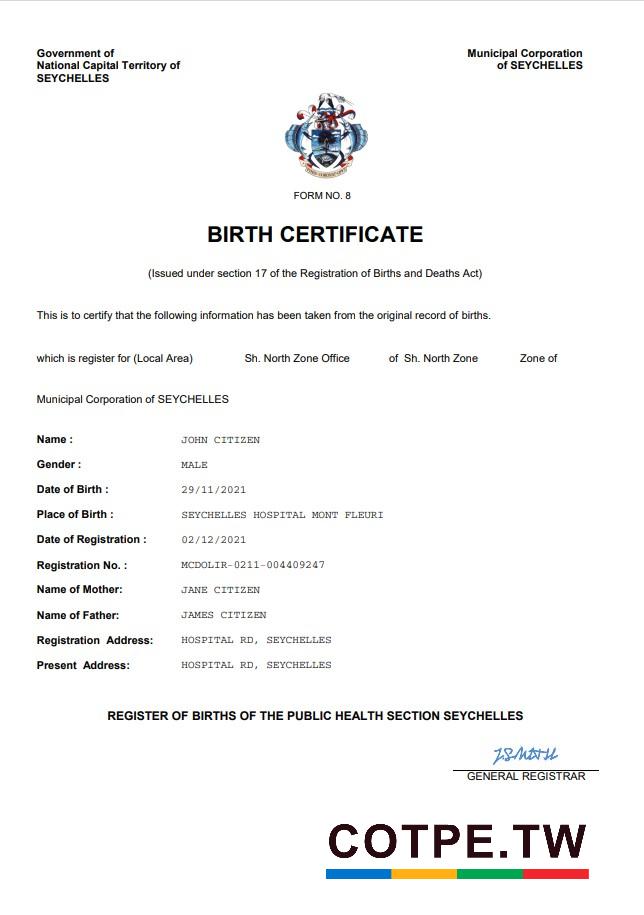 Government of
National Capital Territory of
SEYCHELLES
Municipal Corporation
of SEYCHELLES
FORM NO. 8
BIRTH CERTIFICATE
(Issued under section 17 of the Registration of Births and Deaths Act)
This is to certify that the following information has been taken from the original record of births.
which is register for (Local Area) Sh. North Zone Office of Sh. North Zone Zone of
Municipal Corporation of SEYCHELLES
Name : JOHN CITIZEN
Gender : MALE
Date of Birth : 29/11/2021
Place of Birth : SEYCHELLES HOSPITAL MONT FLEURI
Date of Registration : 02/12/2021
Registration No. : MCDOLIR-0211-004409247
Name of Mother: JANE CITIZEN
Name of Father: JAMES CITIZEN
Registration Address: HOSPITAL RD, SEYCHELLES
Present Address: HOSPITAL RD, SEYCHELLES
REGISTER OF BIRTHS OF THE PUBLIC HEALTH SECTION SEYCHELLES
GENERAL REGISTRAR
COTPE.TW